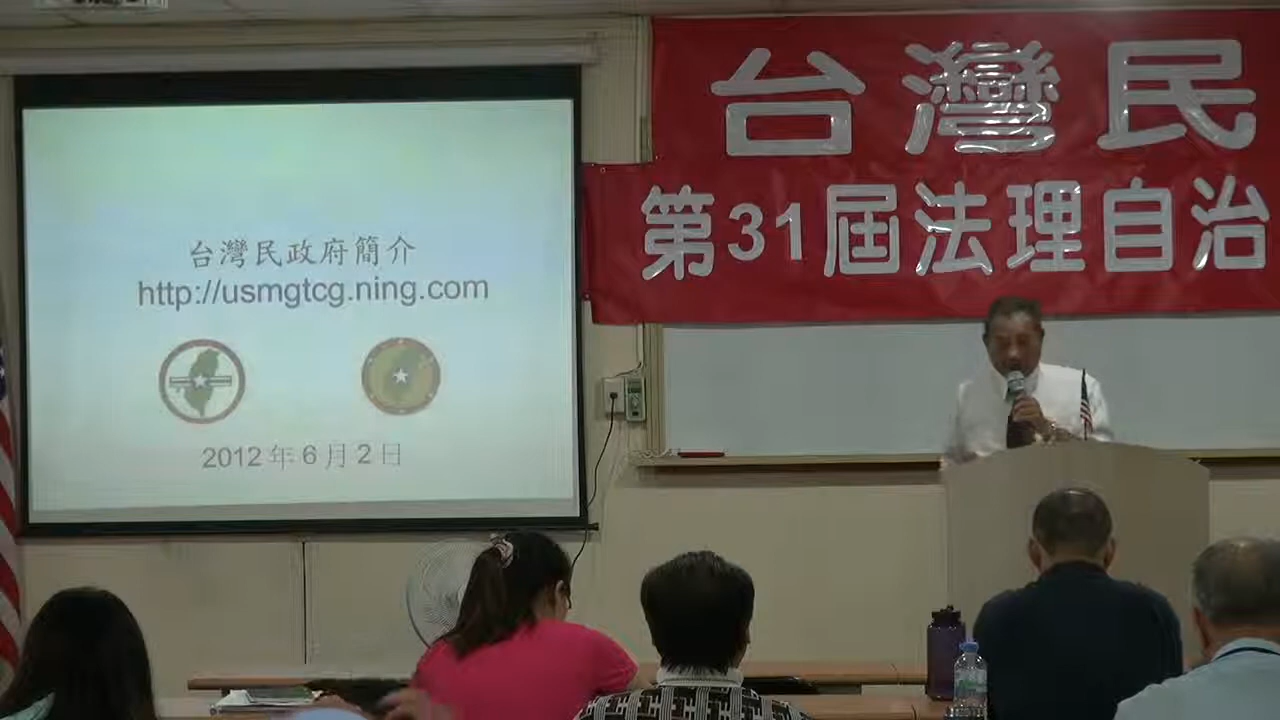 台灣民政府簡介
http://usmgtcg.ning.com
2012年6月2日
台灣民
第31屆法理自治